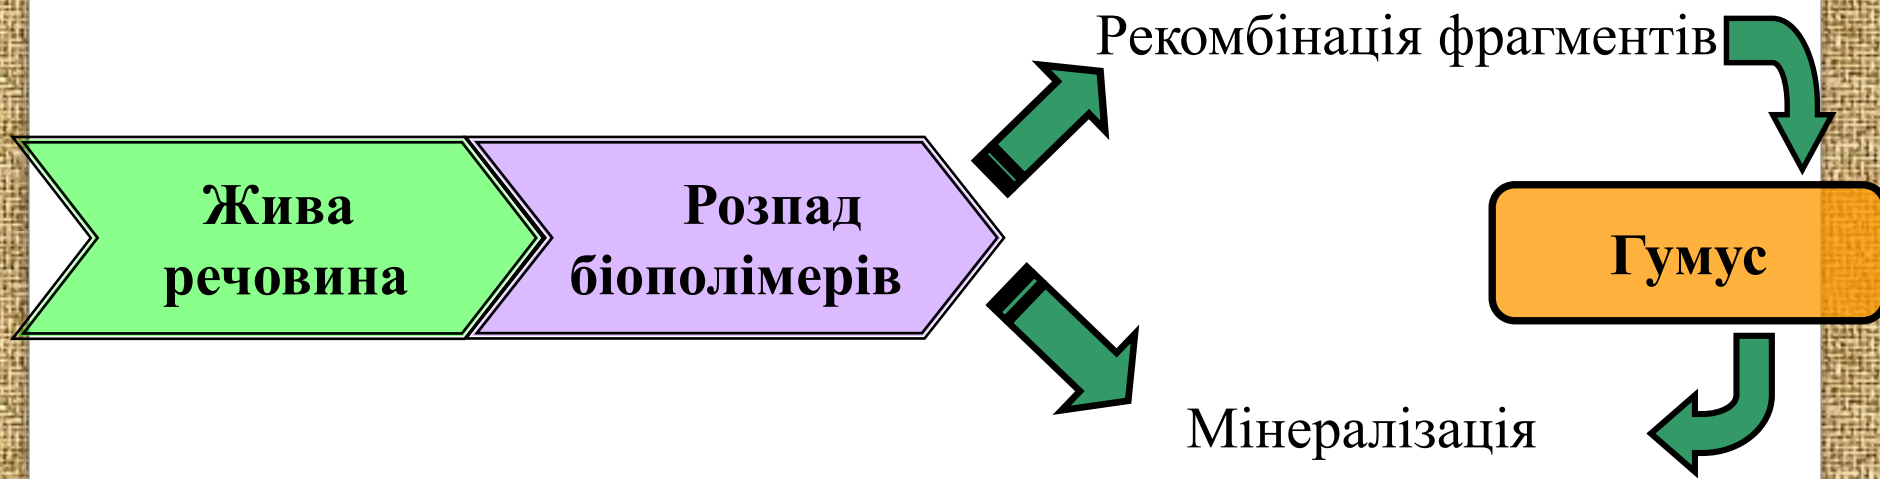 Рекомбінація фрагментів
Жива
речовина
Розпад
біополімерів
Гумус
Мінералізація